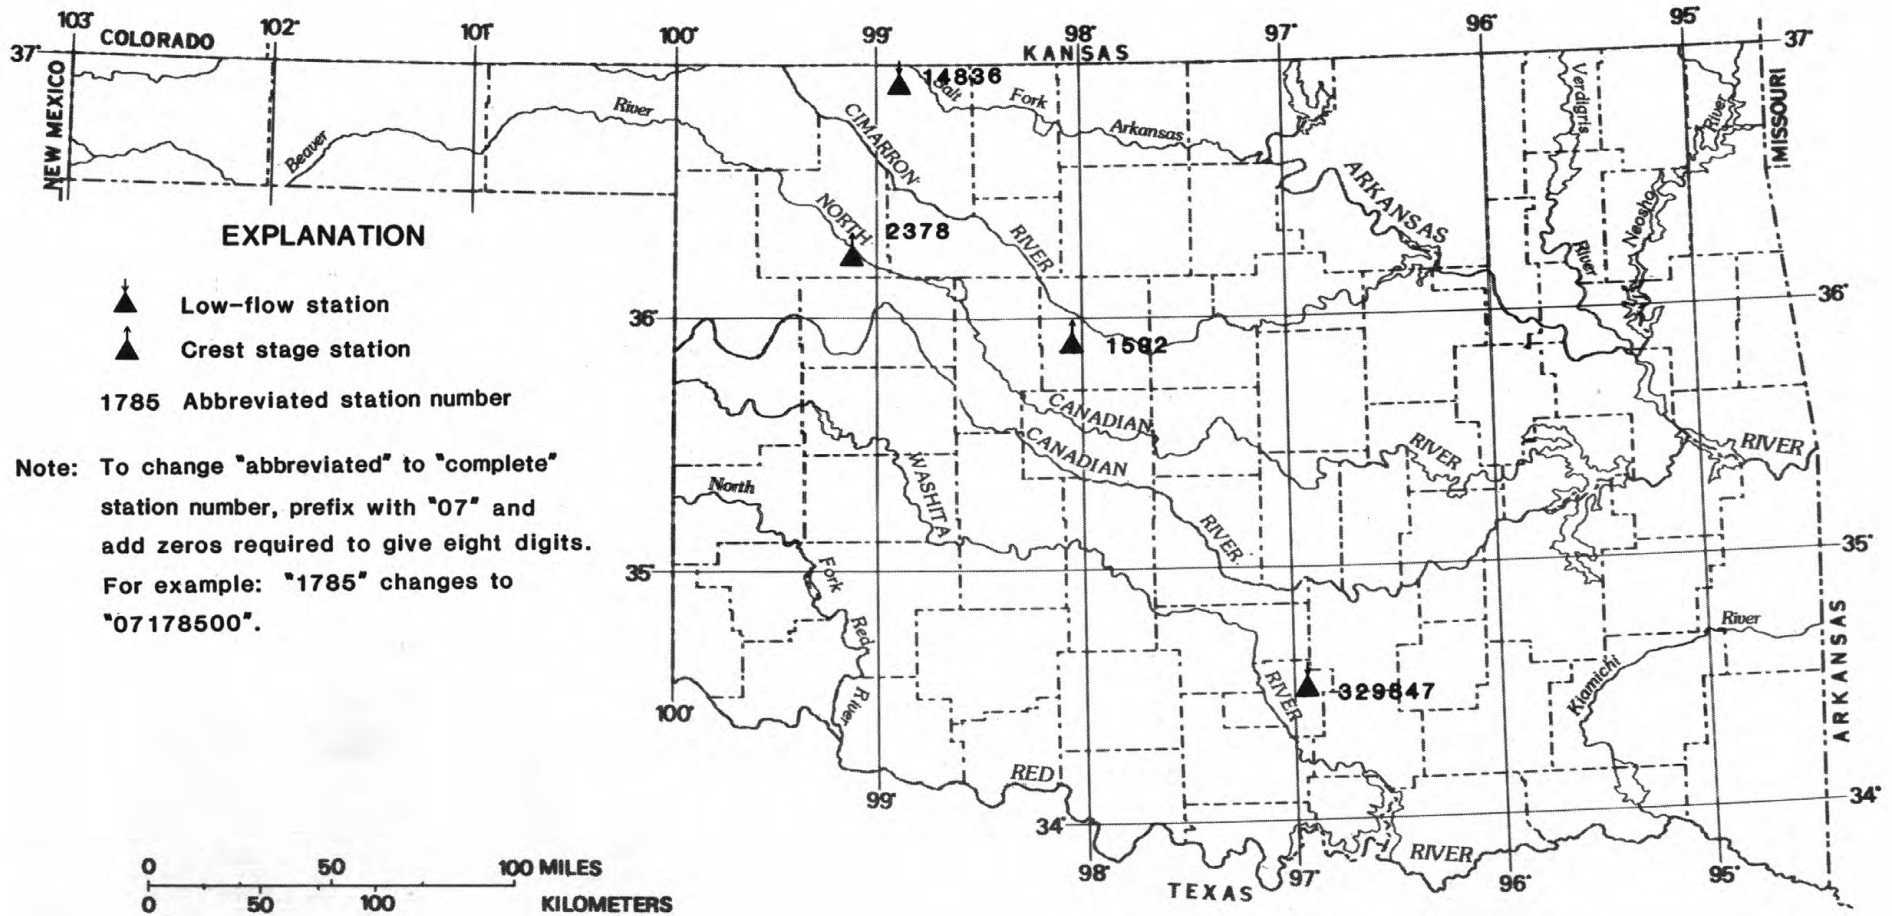 103° 102° 101° 100° 99° 98° 97° 96° 95°
37° COLORADO KANSAS 37°
NEW MEXICO
MISSOURI
14836
Salt Fork Arkansas
River
Beaver
CIMARRON
RIVER
Verdigris
River
Neosho
River
ARKANSAS
NORTH
2378
EXPLANATION
Low-flow station
Crest stage station
1785 Abbreviated station number
Note: To change "abbreviated" to "complete"
station number, prefix with "07" and
add zeros required to give eight digits.
For example: "1785" changes to
"07178500".
36° 36°
CANADIAN
RIVER
RIVER
CANADIAN
RIVER
WASHITA
RIVER
North
Fork
Red
River
35° 35°
River
Kiamichi
ARKANSAS
100°
RED
99°
34° 34°
RIVER
98° 97° 96° 95°
TEXAS
0 50 100 MILES
0 50 100 KILOMETERS